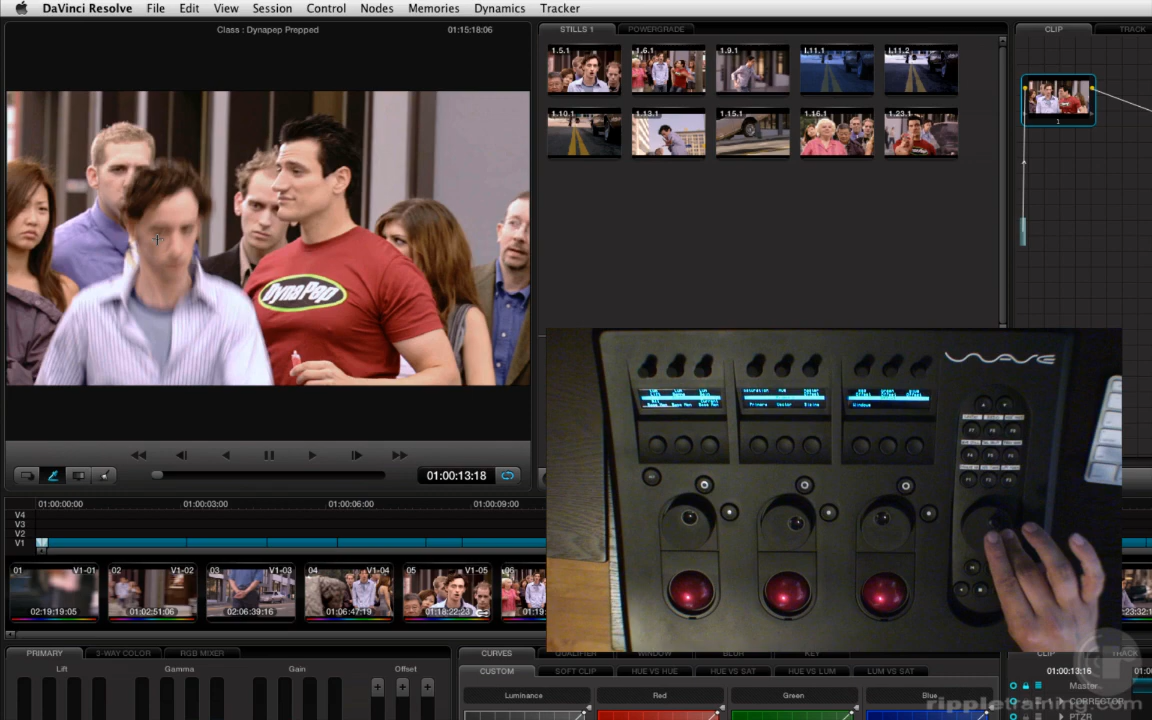 DaVinci Resolve File Edit View Session Control Nodes Memories Dynamics Tracker
Class : Dynapep Prepped
01:15:18:06
STILLS 1
POWERGRADE
CLIP
TRACK
1.5.1
1.6.1
1.9.1
1.11.1
1.11.2
1.10.1
1.13.1
1.15.1
1.16.1
1.23.1
1
DynaPep
01:00:13:18
01:00:00:00
01:00:03:00
01:00:06:00
01:00:09:00
V4
V3
V2
V1
01 V1-01
02 V1-02
03 V1-03
04 V1-04
05 V1-05
06
02:19:19:05
01:02:51:06
02:06:39:16
01:06:47:19
01:18:22:23
01:19
WAVE
PRIMARY
3-WAY COLOR
RGB MIXER
Lift
Gamma
Gain
Offset
CURVES
QUALIFIER
WINDOW
BLUR
KEY
CUSTOM
SOFT CLIP
HUE VS HUE
HUE VS SAT
HUE VS LUM
LUM VS SAT
Luminance
Red
Green
Blue
CLIP
TRACK
01:00:13:16
Master
CORRECTOR
PTZR
rippletraining.com